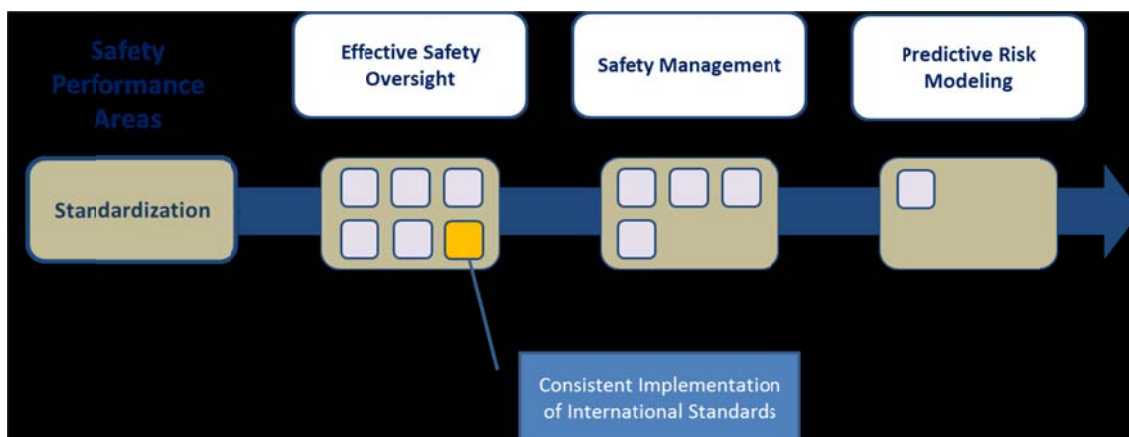 Safety
Performance
Areas
Effective Safety
Oversight
Safety Management
Predictive Risk
Modeling
Standardization
Consistent Implementation
of International Standards